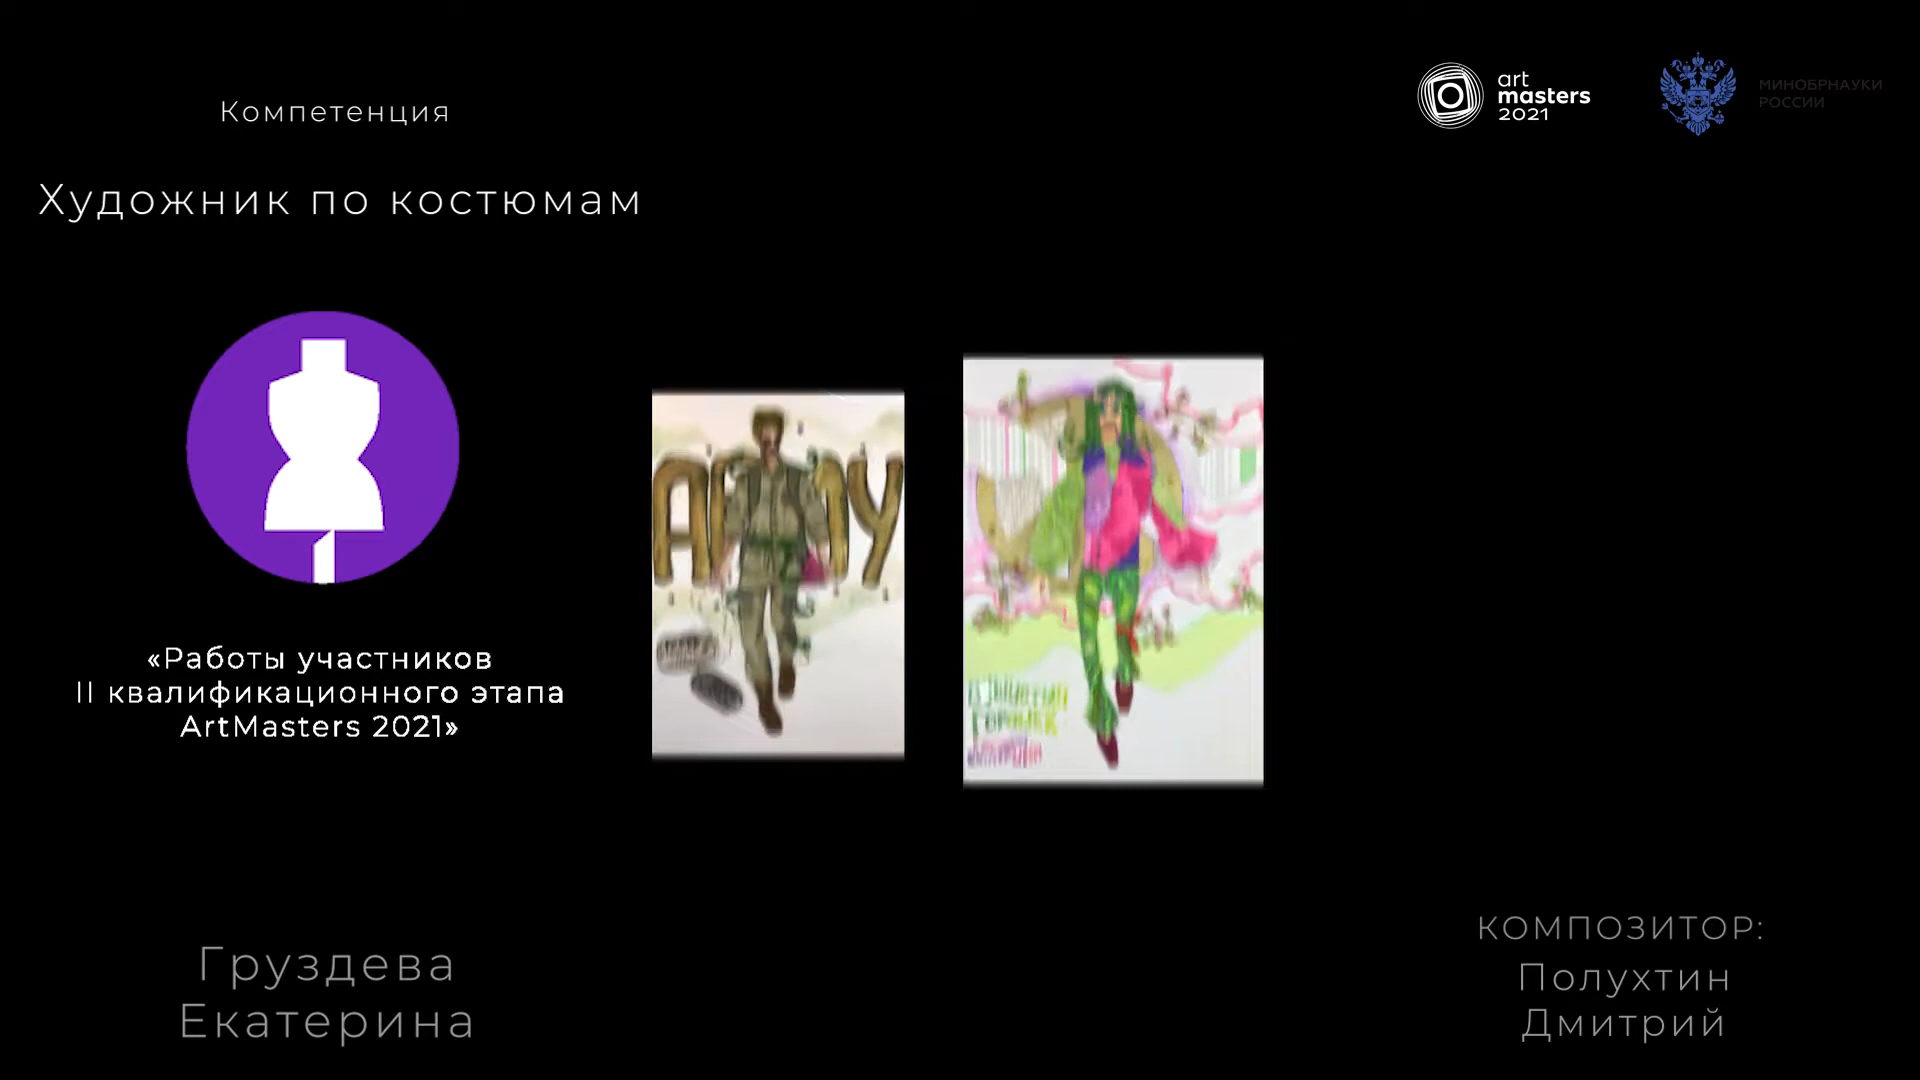 Компетенция
Художник по костюмам
art
masters
2021
МИНОБРНАУКИ
РОССИИ
«Работы участников
II квалификационного этапа
ArtMasters 2021»
ARMY
Груздева
Екатерина
КОМПОЗИТОР:
Полухтин
Дмитрий